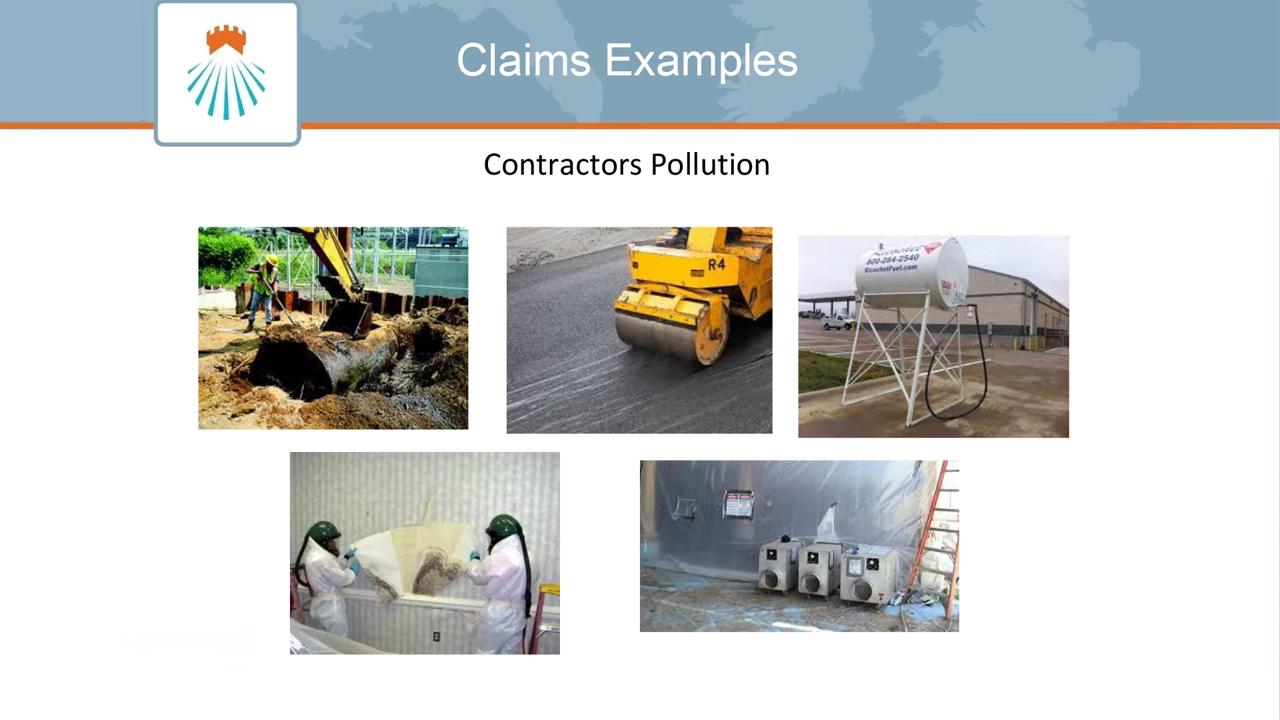 Claims Examples
Contractors Pollution
R4
800-284-2540
RicochetFuel.com